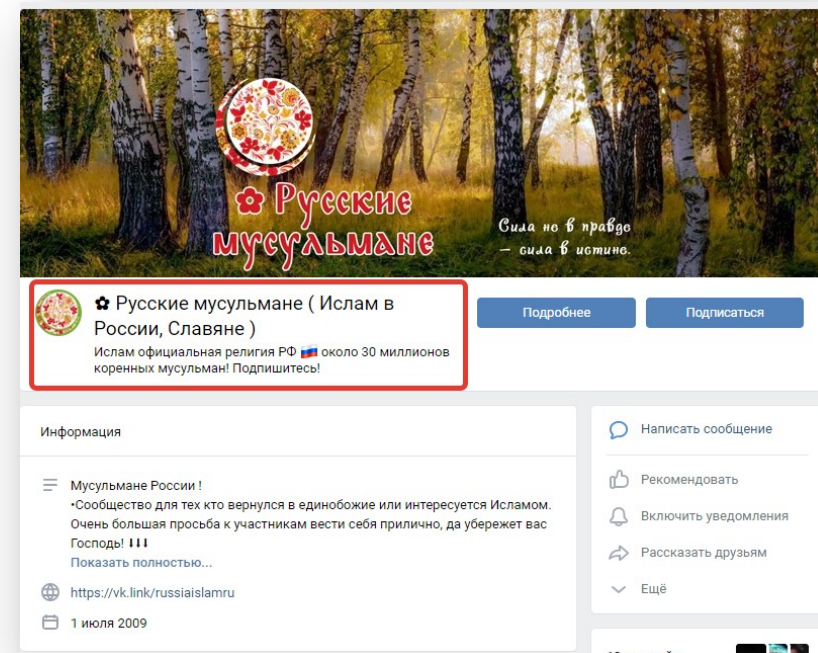 ✿ Русские
мусульмане
Сила не в правде
– сила в истине.
✿ Русские мусульмане ( Ислам в
России, Славяне )
Ислам официальная религия РФ 🇷🇺 около 30 миллионов
коренных мусульман! Подпишитесь!
Подробнее
Подписаться
Информация
Мусульмане России !
•Сообщество для тех кто вернулся в единобожие или интересуется Исламом.
Очень большая просьба к участникам вести себя прилично, да убережет вас
Господь! ⬇⬇⬇
Показать полностью...
https://vk.link/russiaislamru
1 июля 2009
Написать сообщение
Рекомендовать
Включить уведомления
Рассказать друзьям
Ещё